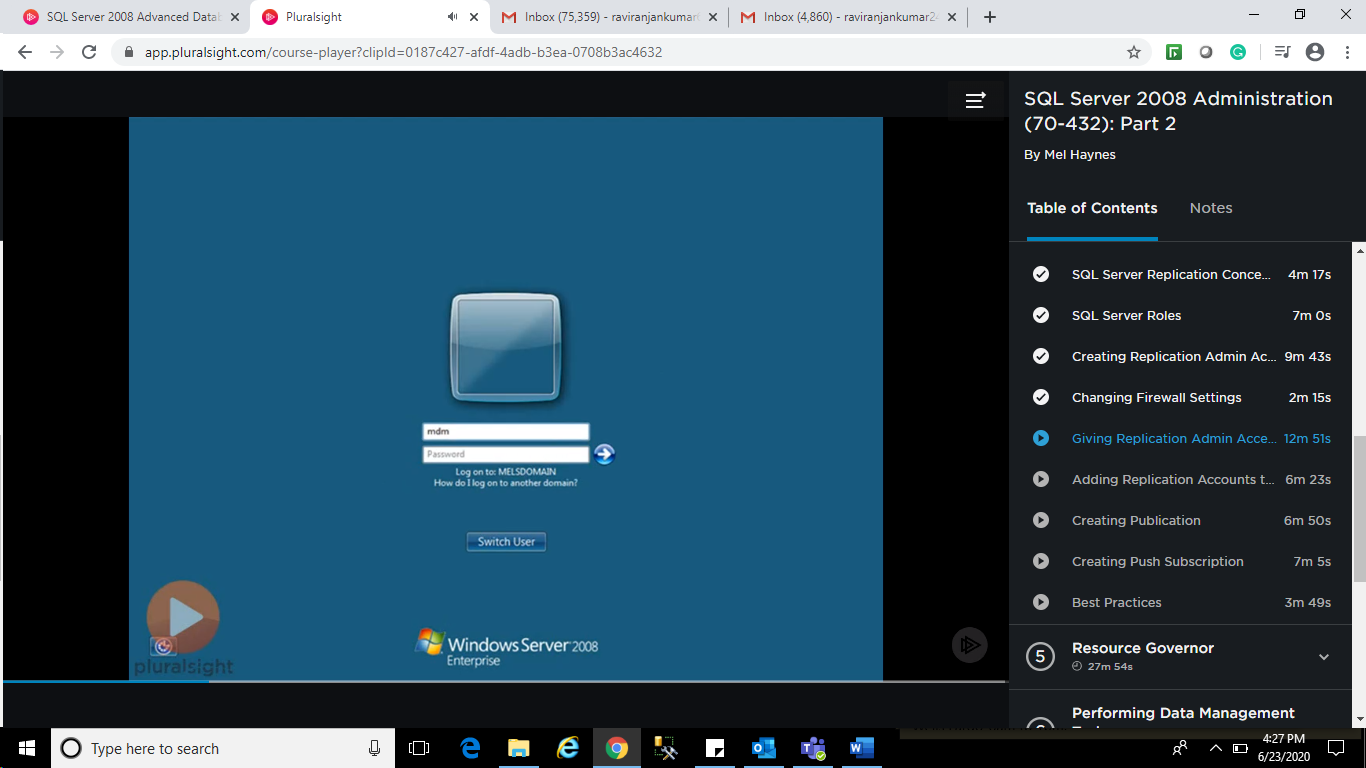 SQL Server 2008 Advanced Datab
Pluralsight
Inbox (75,359) - raviranjankumar
Inbox (4,860) - raviranjankumar2
app.pluralsight.com/course-player?clipId=0187c427-afdf-4adb-b3ea-0708b3ac4632
SQL Server 2008 Administration
(70-432): Part 2
By Mel Haynes
Table of Contents
Notes
SQL Server Replication Conce... 4m 17s
SQL Server Roles 7m 0s
Creating Replication Admin Ac... 9m 43s
Changing Firewall Settings 2m 15s
Giving Replication Admin Acce... 12m 51s
Adding Replication Accounts t... 6m 23s
Creating Publication 6m 50s
Creating Push Subscription 7m 5s
Best Practices 3m 49s
5 Resource Governor
27m 54s
Performing Data Management
mdm
Password
Log on to: MELSDOMAIN
How do I log on to another domain?
Switch User
pluralsight
Windows Server 2008
Enterprise
Type here to search
4:27 PM
6/23/2020